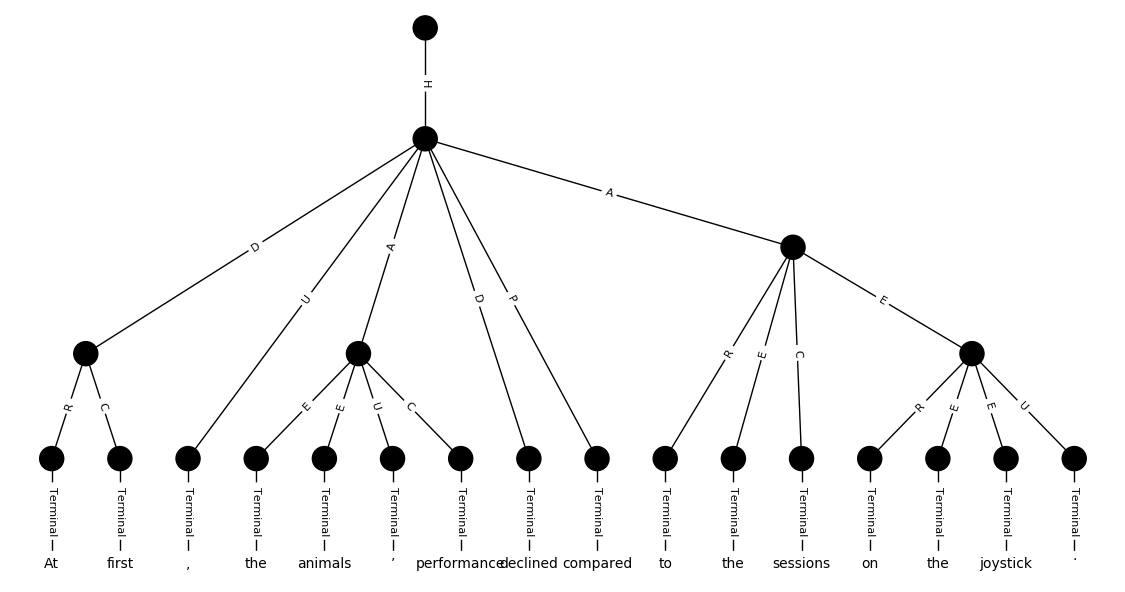 H
A
D
A
U
D
P
E
R
E
C
R
C
E
E
U
C
R
E
E
U
Terminal Terminal Terminal Terminal Terminal Terminal Terminal Terminal Terminal Terminal Terminal Terminal Terminal Terminal Terminal Terminal
At first , the animals ' performance declined compared to the sessions on the joystick .